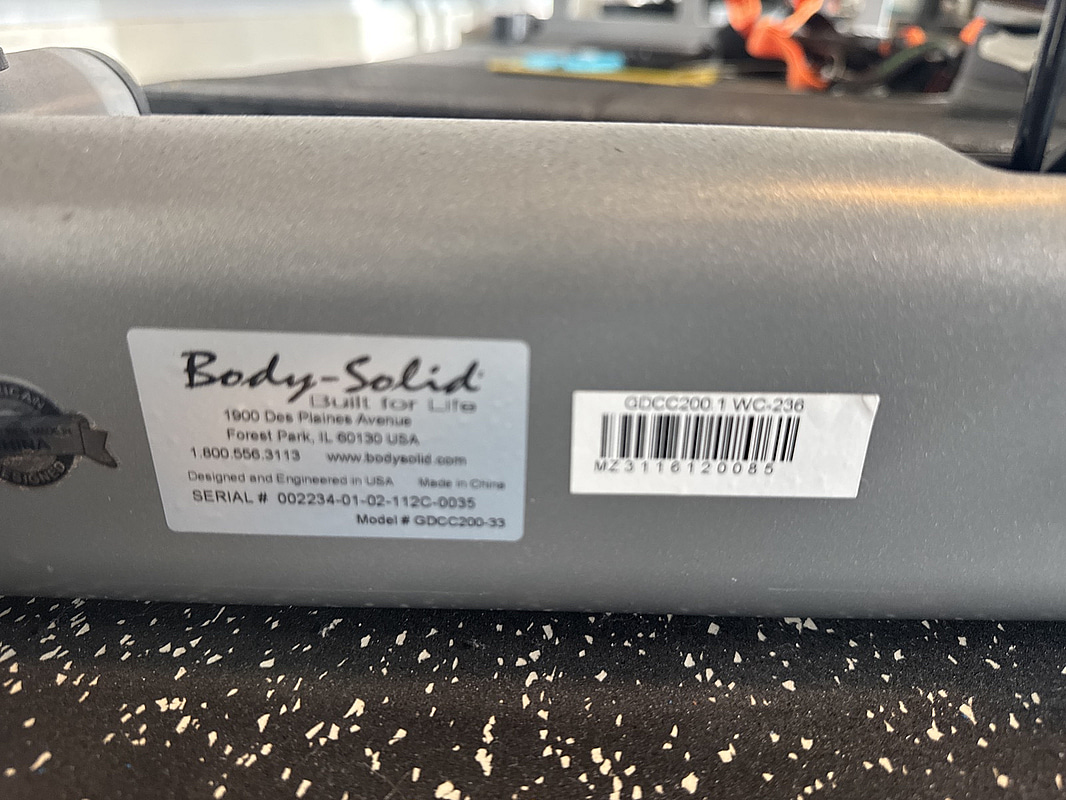 Body-Solid
Built for Life
1900 Des Plaines Avenue
Forest Park, IL 60130 USA
1.800.556.3113 www.bodysolid.com
Designed and Engineered in USA Made in China
SERIAL # 002234-01-02-112C-0035
Model # GDCC200-33
GDCC200.1 WC-236
MZ3116120085
CHINA